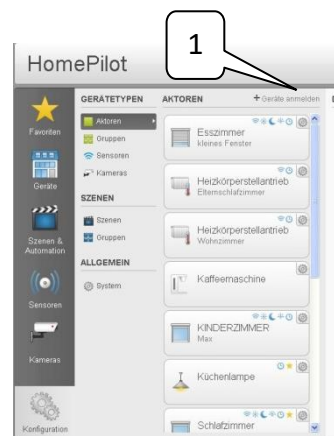 1
HomePilot
Favoriten
Geräte
Szenen &
Automation
Sensoren
Kameras
Konfiguration
GERÄTETYPEN
Aktoren
Gruppen
Sensoren
Kameras
SZENEN
Szenen
Gruppen
ALLGEMEIN
System
AKTOREN
+ Geräte anmelden
Esszimmer
kleines Fenster
Heizkörperstellantrieb
Elternschlafzimmer
Heizkörperstellantrieb
Wohnzimmer
Kaffeemaschine
KINDERZIMMER
Max
Küchenlampe
Schlafzimmer